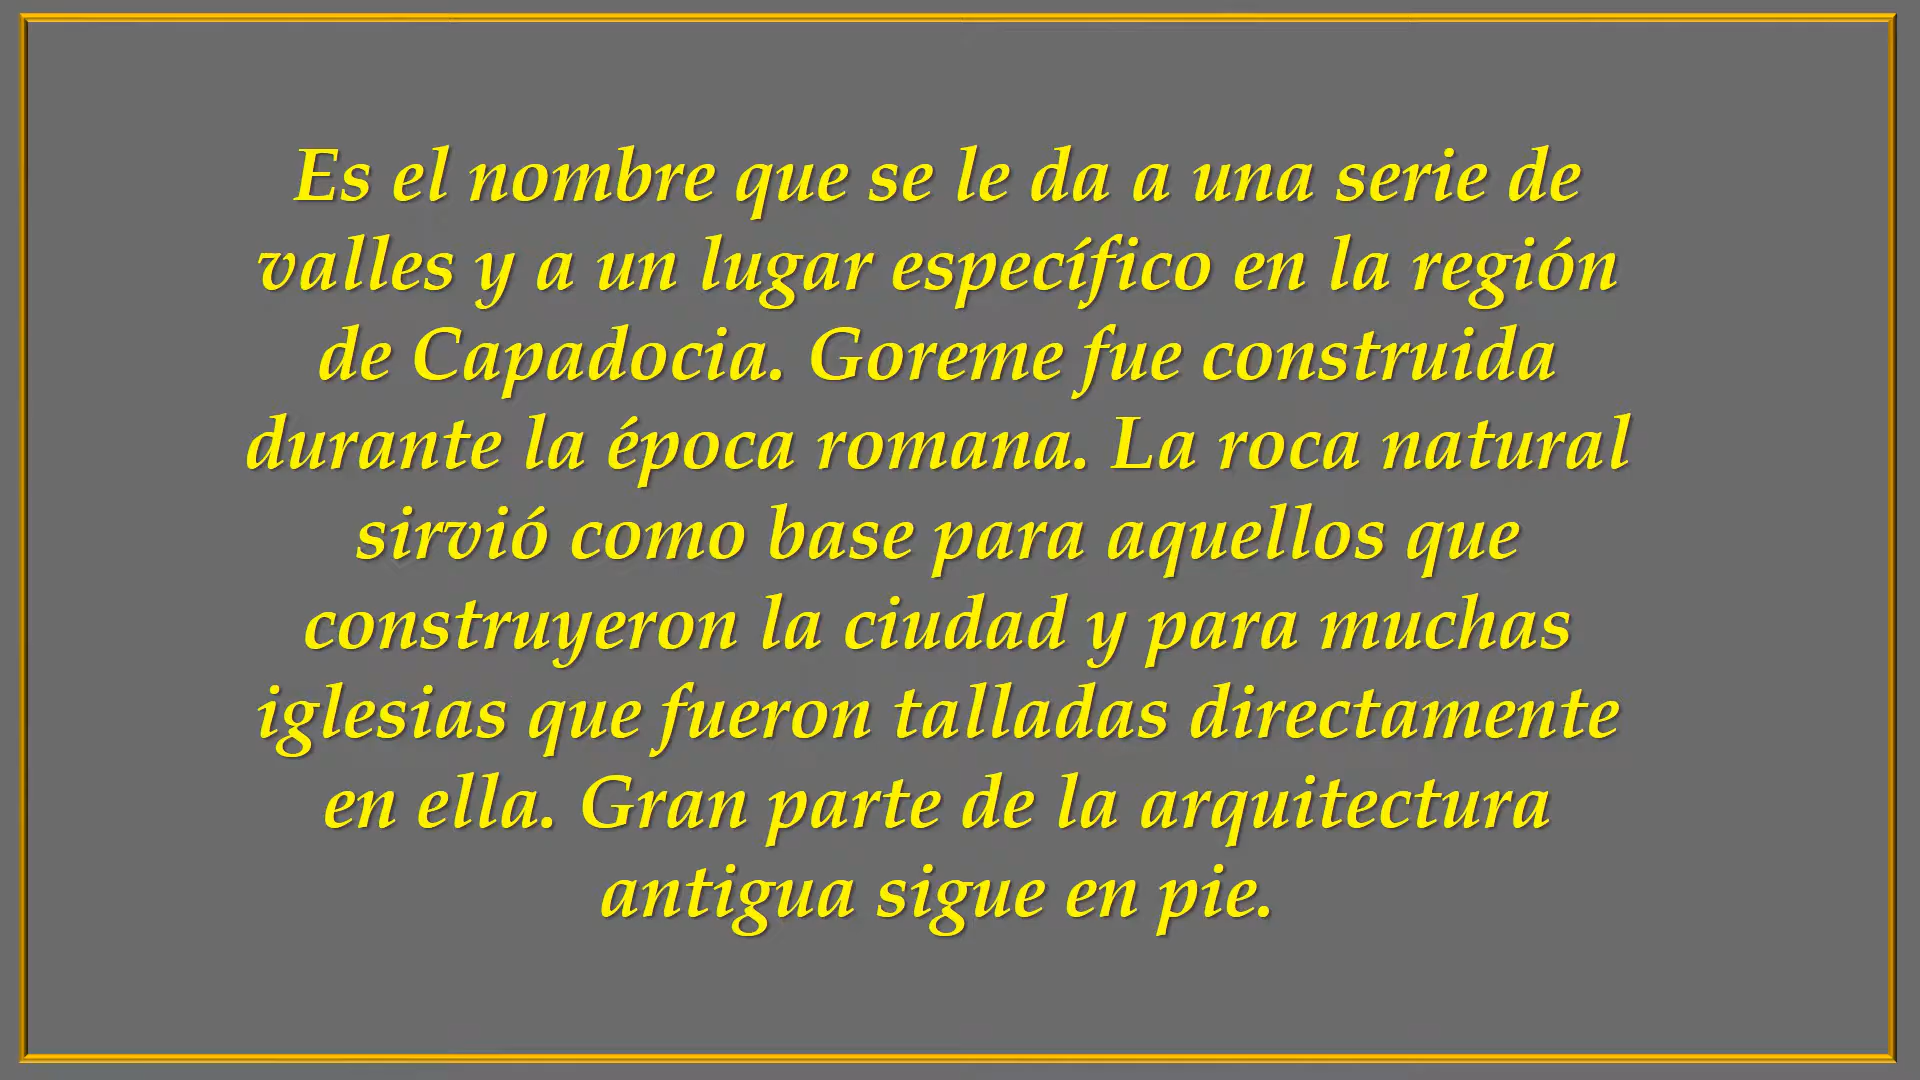 Es el nombre que se le da a una serie de
valles y a un lugar específico en la región
de Capadocia. Goreme fue construida
durante la época romana. La roca natural
sirvió como base para aquellos que
construyeron la ciudad y para muchas
iglesias que fueron talladas directamente
en ella. Gran parte de la arquitectura
antigua sigue en pie.